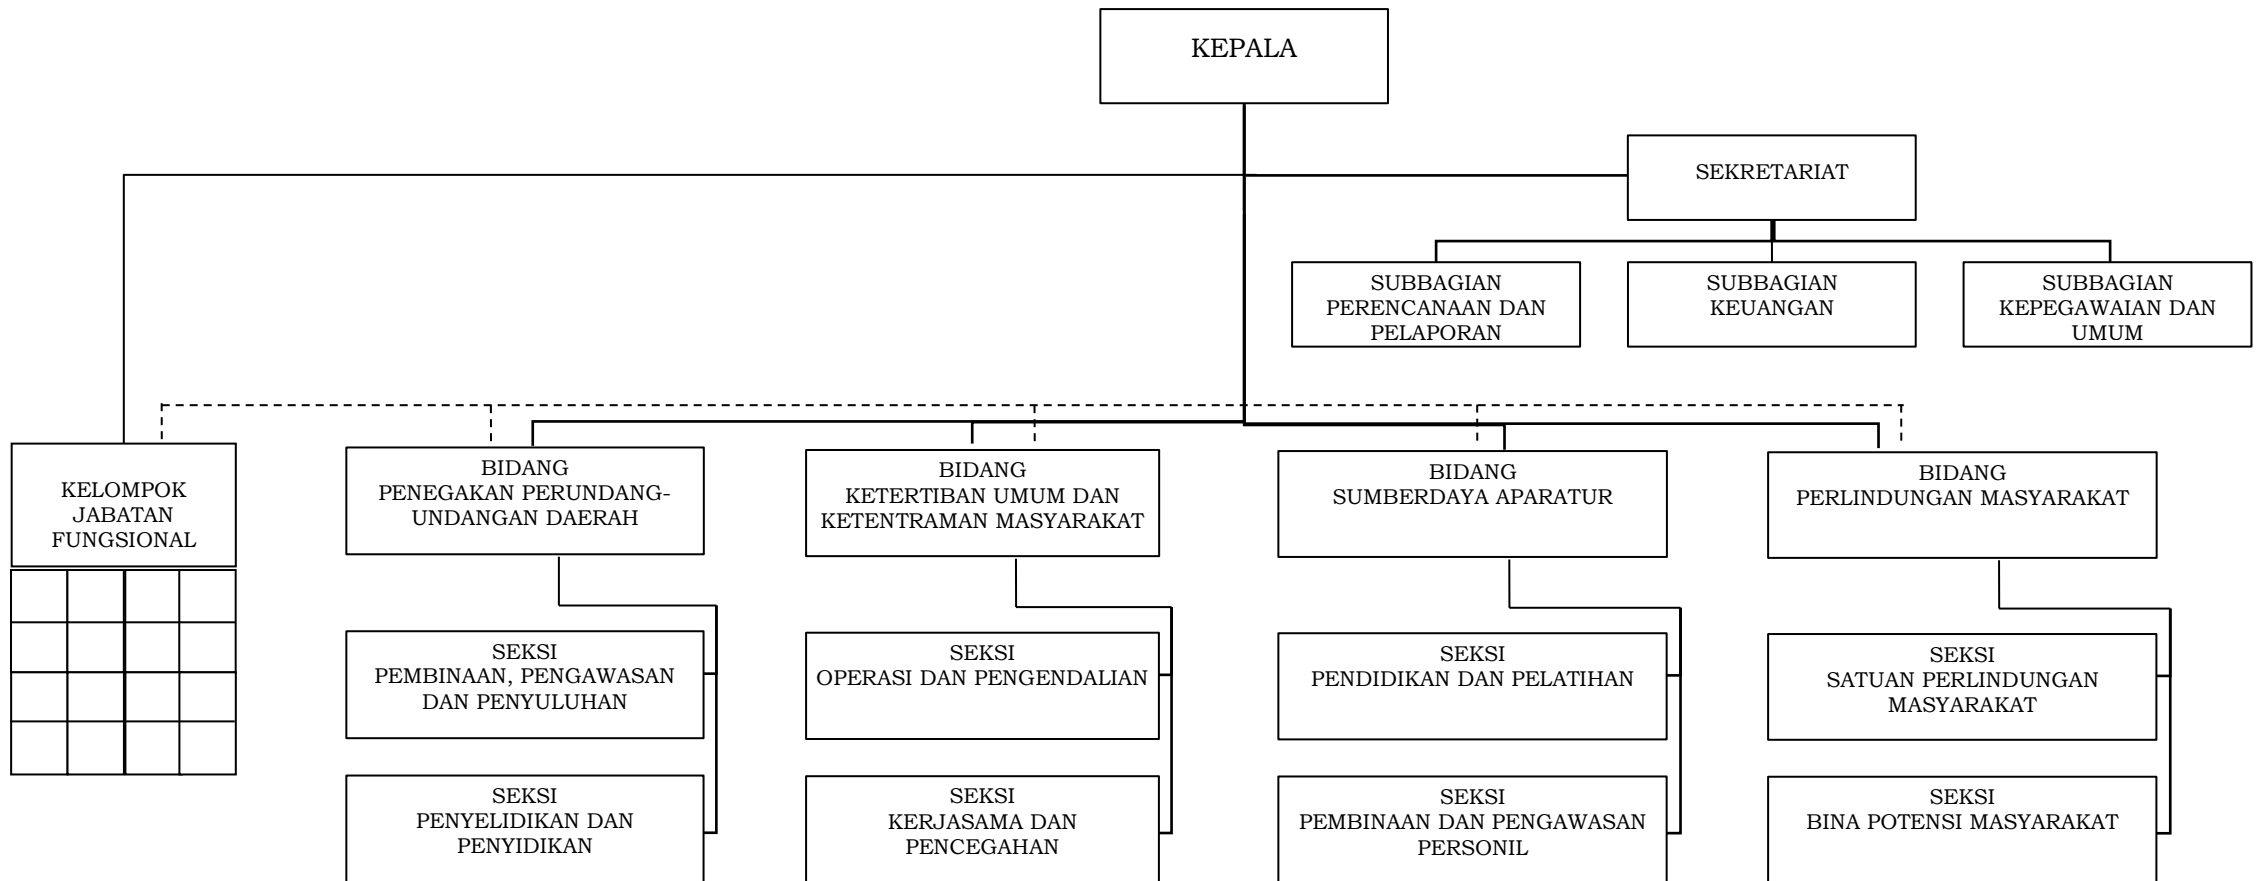 KEPALA
SEKRETARIAT
SUBBAGIAN
PERENCANAAN DAN
PELAPORAN
SUBBAGIAN
KEUANGAN
SUBBAGIAN
KEPEGAWAIAN DAN
UMUM
KELOMPOK
JABATAN
FUNGSIONAL
BIDANG
PENEGAKAN PERUNDANG-
UNDANGAN DAERAH
BIDANG
KETERTIBAN UMUM DAN
KETENTRAMAN MASYARAKAT
BIDANG
SUMBERDAYA APARATUR
BIDANG
PERLINDUNGAN MASYARAKAT
SEKSI
PEMBINAAN, PENGAWASAN
DAN PENYULUHAN
SEKSI
OPERASI DAN PENGENDALIAN
SEKSI
PENDIDIKAN DAN PELATIHAN
SEKSI
SATUAN PERLINDUNGAN
MASYARAKAT
SEKSI
PENYELIDIKAN DAN
PENYIDIKAN
SEKSI
KERJASAMA DAN
PENCEGAHAN
SEKSI
PEMBINAAN DAN PENGAWASAN
PERSONIL
SEKSI
BINA POTENSI MASYARAKAT